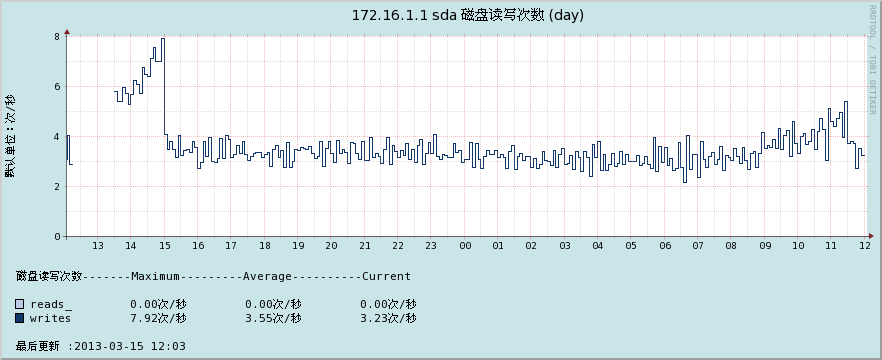 172.16.1.1 sda 磁盘读写次数 (day)
RRDTOOL / TOBI OETIKER
默认单位：次/秒
8
6
4
2
0
13 14 15 16 17 18 19 20 21 22 23 00 01 02 03 04 05 06 07 08 09 10 11 12
磁盘读写次数-------Maximum---------Average----------Current
reads_ 0.00次/秒 0.00次/秒 0.00次/秒
writes 7.92次/秒 3.55次/秒 3.23次/秒
最后更新 :2013-03-15 12:03